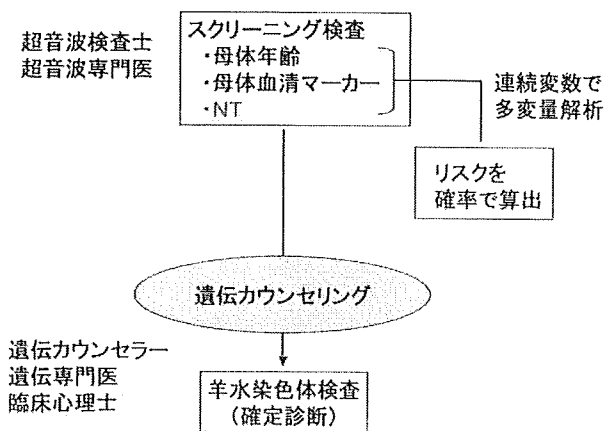 超音波検査士
超音波専門医
スクリーニング検査
・母体年齢
・母体血清マーカー
・NT
連続変数で
多変量解析
リスクを
確率で算出
遺伝カウンセリング
遺伝カウンセラー
遺伝専門医
臨床心理士
羊水染色体検査
(確定診断)